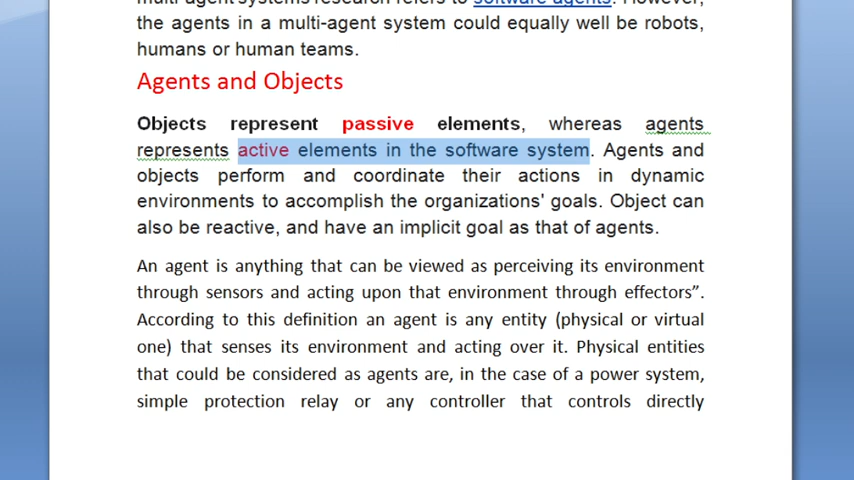 multi-agent systems research refers to software agents. However,
the agents in a multi-agent system could equally well be robots,
humans or human teams.
Agents and Objects
Objects represent passive elements, whereas agents
represents active elements in the software system. Agents and
objects perform and coordinate their actions in dynamic
environments to accomplish the organizations' goals. Object can
also be reactive, and have an implicit goal as that of agents.
An agent is anything that can be viewed as perceiving its environment
through sensors and acting upon that environment through effectors”.
According to this definition an agent is any entity (physical or virtual
one) that senses its environment and acting over it. Physical entities
that could be considered as agents are, in the case of a power system,
simple protection relay or any controller that controls directly